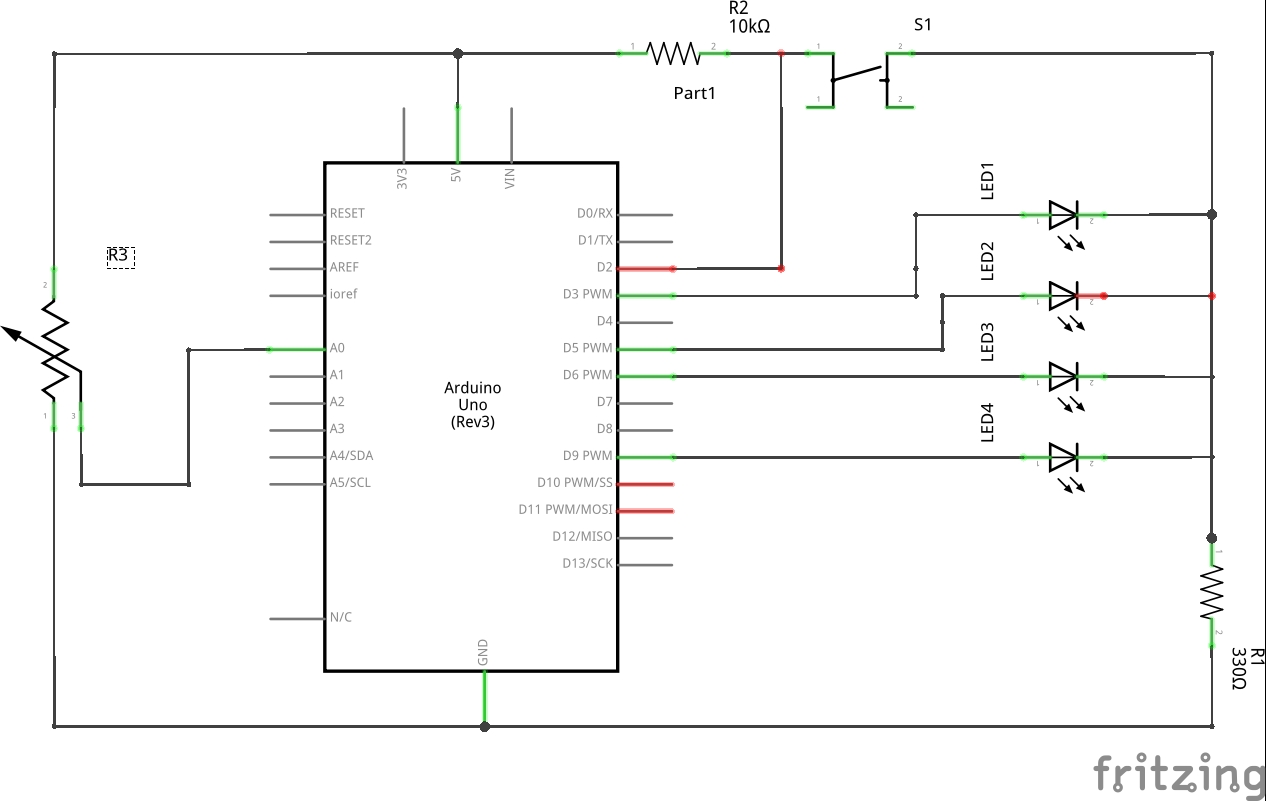 R2
10kΩ
S1
1
2
1
2
Part1
1
2
3V3
5V
VIN
LED1
RESET
D0/RX
1
2
RESET2
D1/TX
R3
LED2
AREF
D2
2
ioref
D3 PWM
1
2
D4
LED3
A0
D5 PWM
A1
D6 PWM
1
2
Arduino
Uno
(Rev3)
A2
D7
1
3
LED4
A3
D8
A4/SDA
D9 PWM
1
2
A5/SCL
D10 PWM/SS
D11 PWM/MOSI
D12/MISO
1
D13/SCK
N/C
2
GND
R1
330Ω
fritzing